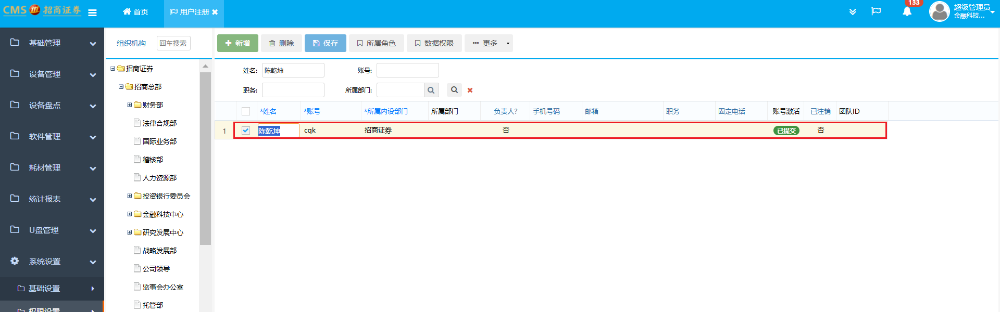 CMS 招商证券
首页
用户注册
133
超级管理员
金融科技...
基础管理
设备管理
设备盘点
软件管理
耗材管理
统计报表
U盘管理
系统设置
基础设置
权限设置
组织机构 回车搜索
招商证券
招商总部
财务部
法律合规部
国际业务部
稽核部
人力资源部
投资银行委员会
金融科技中心
研究发展中心
战略发展部
公司领导
监事会办公室
托管部
新增 删除 保存 所属角色 数据权限 更多
姓名: 陈乾坤 账号:
职务: 所属部门:
*姓名 *账号 *所属内设部门 所属部门 负责人? 手机号码 邮箱 职务 固定电话 账号激活 已注销 团队ID
1 陈乾坤 cqk 招商证券 否 已提交 否